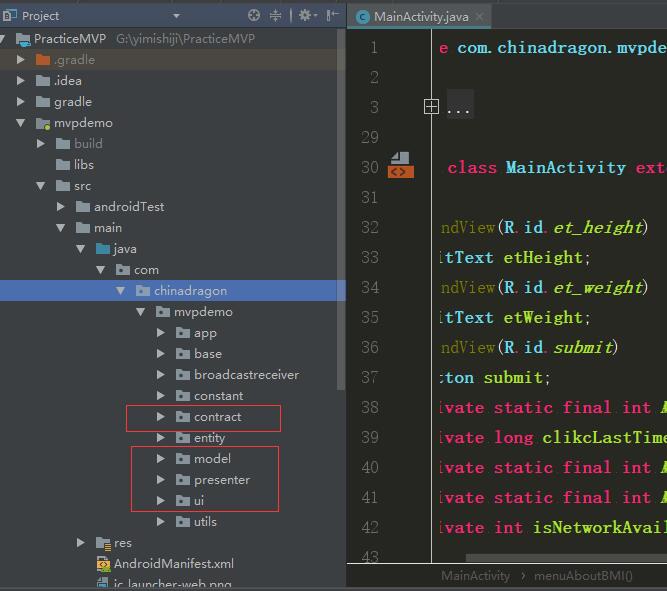 Project
PracticeMVP G:\yimishiji\PracticeMVP
.gradle
.idea
gradle
mvpdemo
build
libs
src
androidTest
main
java
com
chinadragon
mvpdemo
app
base
broadcastreceiver
constant
contract
entity
model
presenter
ui
utils
res
AndroidManifest.xml
ic_launcher-web.png
MainActivity.java
1 e com.chinadragon.mvpde
2
3 ...
29
30 class MainActivity ext
31
32 ndView(R.id.et_height)
33 itText etHeight;
34 ndView(R.id.et_weight)
35 itText etWeight;
36 ndView(R.id.submit)
37 tton submit;
38 ivate static final int A
39 ivate long clikcLastTime
40 ivate static final int A
41 ivate static final int A
42 ivate int isNetworkAvail
43
MainActivity › menuAboutBMI()